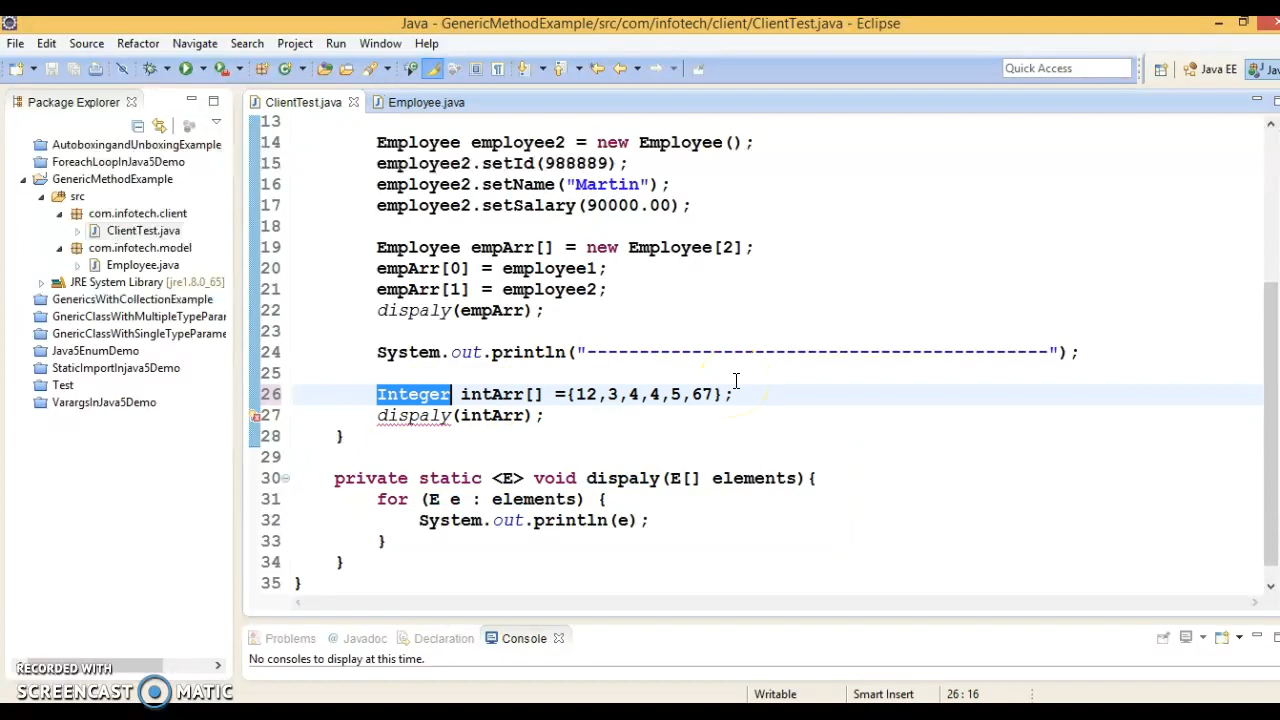 Java - GenericMethodExample/src/com/infotech/client/ClientTest.java - Eclipse
File Edit Source Refactor Navigate Search Project Run Window Help
Quick Access
Java EE
Jav
Package Explorer
ClientTest.java
Employee.java
AutoboxingandUnboxingExample
ForeachLoopInJava5Demo
GenericMethodExample
src
com.infotech.client
ClientTest.java
com.infotech.model
Employee.java
JRE System Library [jre1.8.0_65]
GenericsWithCollectionExample
GnericClassWithMultipleTypeParar
GnericClassWithSingleTypeParame
Java5EnumDemo
StaticImportInjava5Demo
Test
VarargsInJava5Demo
13
14 Employee employee2 = new Employee();
15 employee2.setId(988889);
16 employee2.setName("Martin");
17 employee2.setSalary(90000.00);
18
19 Employee empArr[] = new Employee[2];
20 empArr[0] = employee1;
21 empArr[1] = employee2;
22 dispaly(empArr);
23
24 System.out.println("--------------------------------------------");
25
26 Integer intArr[] ={12,3,4,4,5,67};
27 dispaly(intArr);
28 }
29
30 private static <E> void dispaly(E[] elements){
31 for (E e : elements) {
32 System.out.println(e);
33 }
34 }
35 }
Problems Javadoc Declaration Console
No consoles to display at this time.
Writable Smart Insert 26 : 16
RECORDED WITH
SCREENCAST MATIC